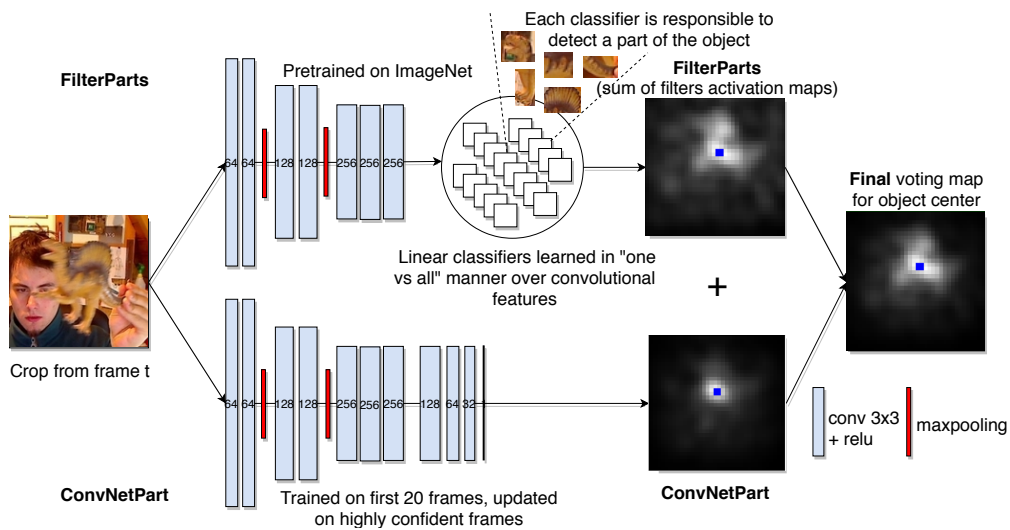 Each classifier is responsible to
detect a part of the object
FilterParts
Pretrained on ImageNet
FilterParts
(sum of filters activation maps)
64 64 128 128 256 256 256
Final voting map
for object center
Linear classifiers learned in "one
vs all" manner over convolutional
features
+
Crop from frame t
64 64 128 128 256 256 256 128 64 32 1
conv 3x3
+ relu
maxpooling
ConvNetPart
Trained on first 20 frames, updated
on highly confident frames
ConvNetPart